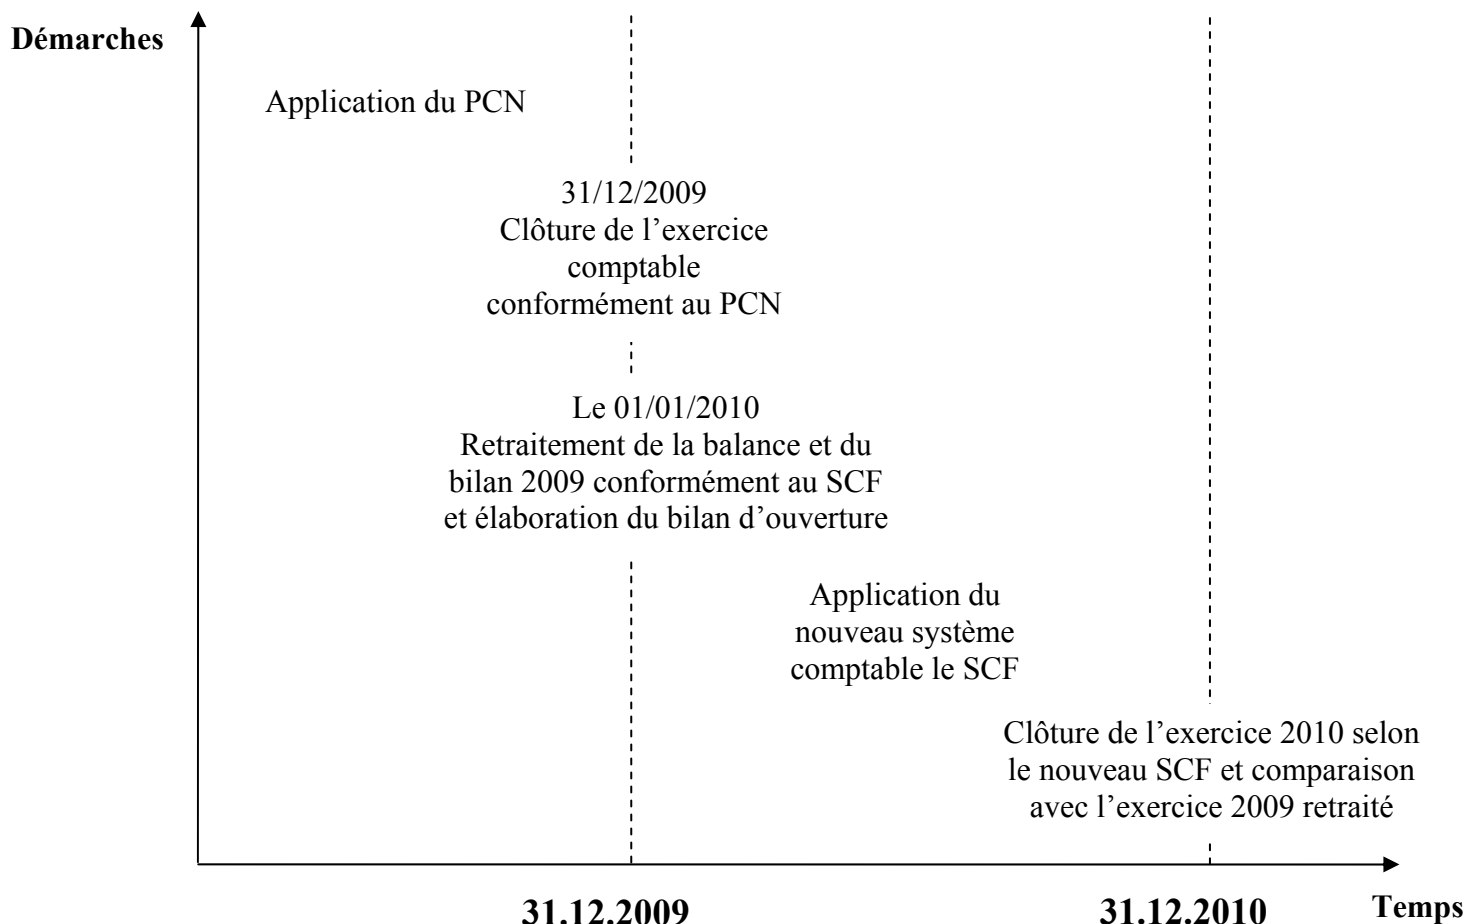 Démarches
Application du PCN
31/12/2009
Clôture de l’exercice
comptable
conformément au PCN
Le 01/01/2010
Retraitement de la balance et du
bilan 2009 conformément au SCF
et élaboration du bilan d’ouverture
Application du
nouveau système
comptable le SCF
Clôture de l’exercice 2010 selon
le nouveau SCF et comparaison
avec l’exercice 2009 retraité
31.12.2009
31.12.2010
Temps